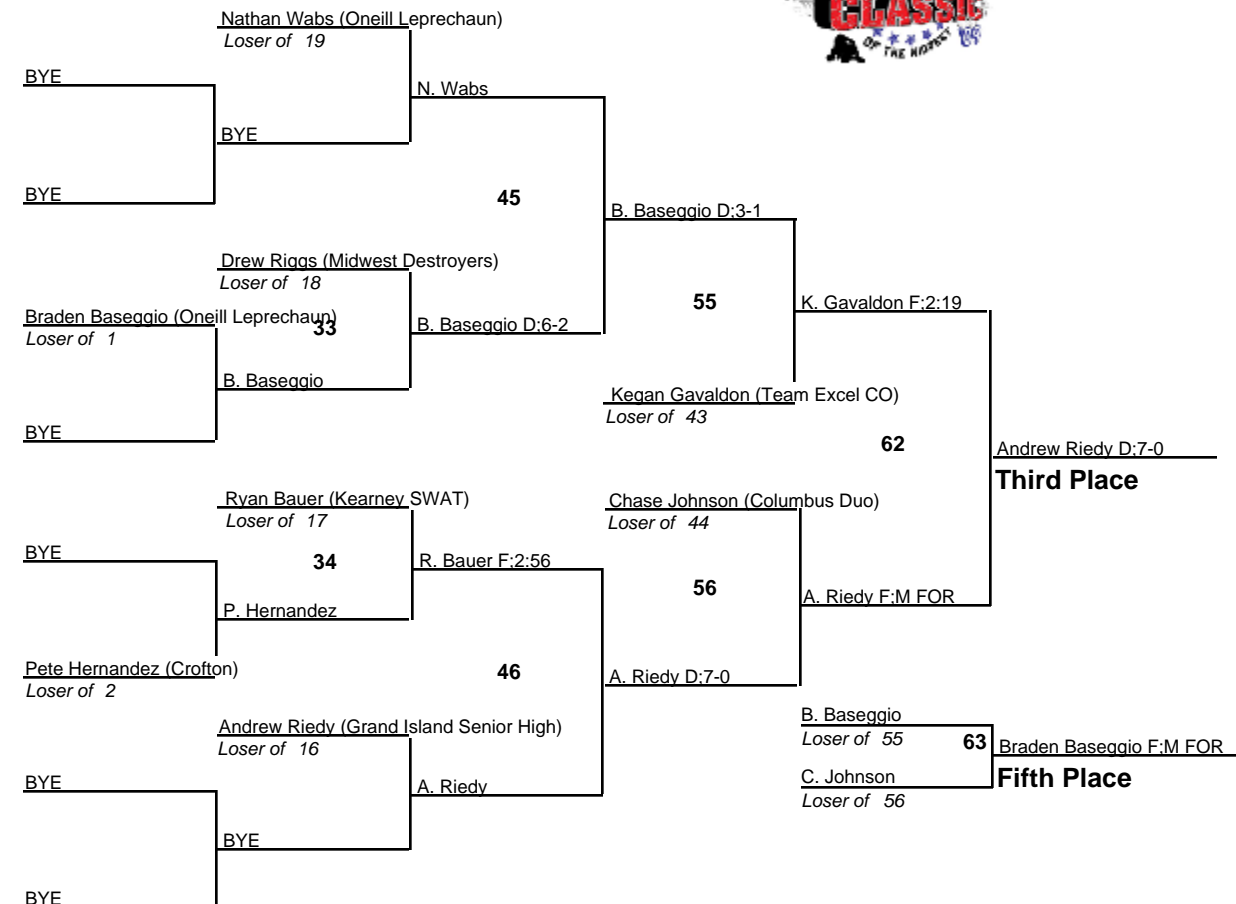 CLASSIC
OF THE MIDWEST
Nathan Wabs (Oneill Leprechaun)
Loser of 19
BYE
N. Wabs
BYE
BYE
45
B. Baseggio D;3-1
Drew Riggs (Midwest Destroyers)
Loser of 18
55
K. Gavaldon F;2:19
Braden Baseggio (Oneill Leprechaun)
33
B. Baseggio D;6-2
Loser of 1
B. Baseggio
Kegan Gavaldon (Team Excel CO)
Loser of 43
BYE
62
Andrew Riedy D;7-0
Third Place
Ryan Bauer (Kearney SWAT)
Chase Johnson (Columbus Duo)
Loser of 17
Loser of 44
BYE
34
R. Bauer F;2:56
56
A. Riedy F;M FOR
P. Hernandez
Pete Hernandez (Crofton)
46
A. Riedy D;7-0
Loser of 2
B. Baseggio
Andrew Riedy (Grand Island Senior High)
Loser of 55
63
Braden Baseggio F;M FOR
Loser of 16
C. Johnson
Fifth Place
BYE
A. Riedy
Loser of 56
BYE
BYE